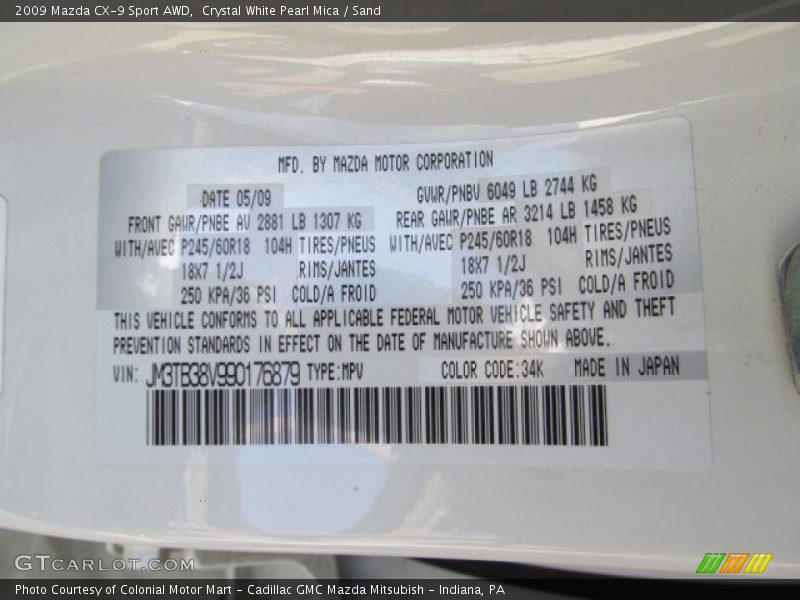 2009 Mazda CX-9 Sport AWD,  Crystal White Pearl Mica / Sand
MFD. BY MAZDA MOTOR CORPORATION
DATE 05/09 GVWR/PNBV 6049 LB 2744 KG
FRONT GAWR/PNBE AV 2881 LB 1307 KG REAR GAWR/PNBE AR 3214 LB 1458 KG
WITH/AVEC P245/60R18 104H TIRES/PNEUS WITH/AVEC P245/60R18 104H TIRES/PNEUS
18X7 1/2J RIMS/JANTES 18X7 1/2J RIMS/JANTES
250 KPA/36 PSI COLD/A FROID 250 KPA/36 PSI COLD/A FROID
THIS VEHICLE CONFORMS TO ALL APPLICABLE FEDERAL MOTOR VEHICLE SAFETY AND THEFT
PREVENTION STANDARDS IN EFFECT ON THE DATE OF MANUFACTURE SHOWN ABOVE.
VIN: JM3TB38V990176879 TYPE:MPV COLOR CODE:34K MADE IN JAPAN
GTCARLOT.COM
Photo Courtesy of Colonial Motor Mart - Cadillac GMC Mazda Mitsubish - Indiana, PA